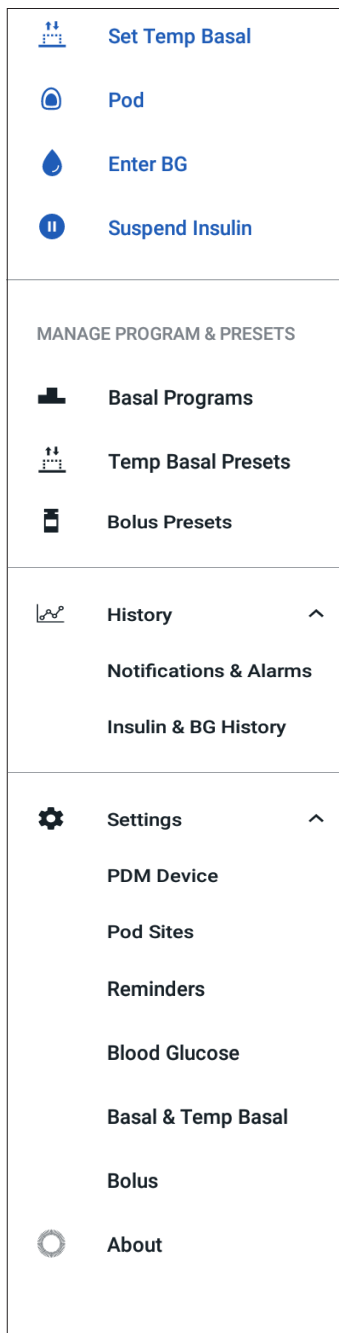 Set Temp Basal
Pod
Enter BG
Suspend Insulin
MANAGE PROGRAM & PRESETS
Basal Programs
Temp Basal Presets
Bolus Presets
History
Notifications & Alarms
Insulin & BG History
Settings
PDM Device
Pod Sites
Reminders
Blood Glucose
Basal & Temp Basal
Bolus
About